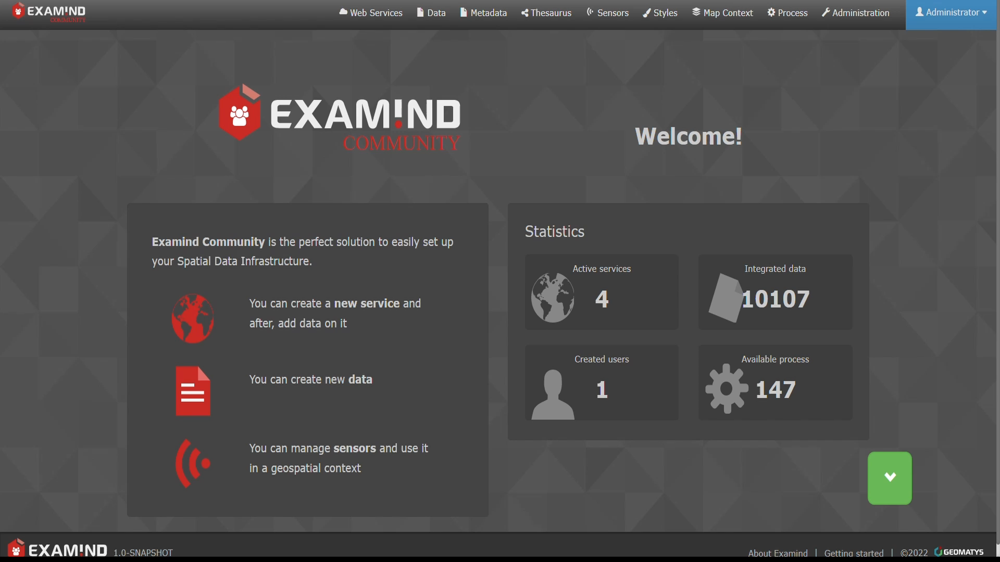 EXAM!ND
COMMUNITY
Web Services
Data
Metadata
Thesaurus
Sensors
Styles
Map Context
Process
Administration
Administrator
EXAM!ND
COMMUNITY
Welcome!
Examind Community is the perfect solution to easily set up
your Spatial Data Infrastructure.
You can create a new service and
after, add data on it
You can create new data
You can manage sensors and use it
in a geospatial context
Statistics
Active services
4
Integrated data
10107
Created users
1
Available process
147
EXAM!ND 1.0-SNAPSHOT
About Examind | Getting started | ©2022 GEOMATYS